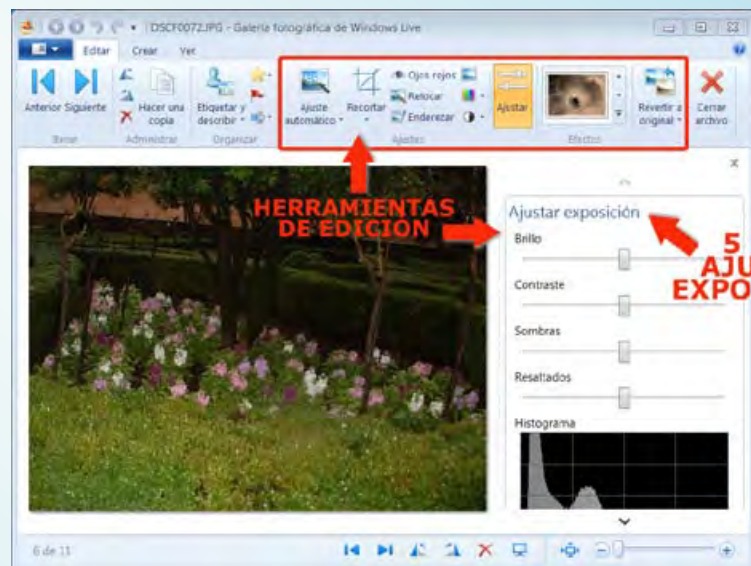 DSCF0072.JPG - Galería fotográfica de Windows Live
Editar Crear Ver
Anterior Siguiente
Hacer una copia
Etiquetar y describir
Ajuste automático
Recortar
Ojos rojos
Retocar
Enderezar
Ajustar
Revertir a original
Cerrar archivo
Administrar Organizar Ajustes Efectos
HERRAMIENTAS
DE EDICIÓN
Ajustar exposición
5
AJU
EXPO
Brillo
Contraste
Sombras
Resaltados
Histograma
6 de 11